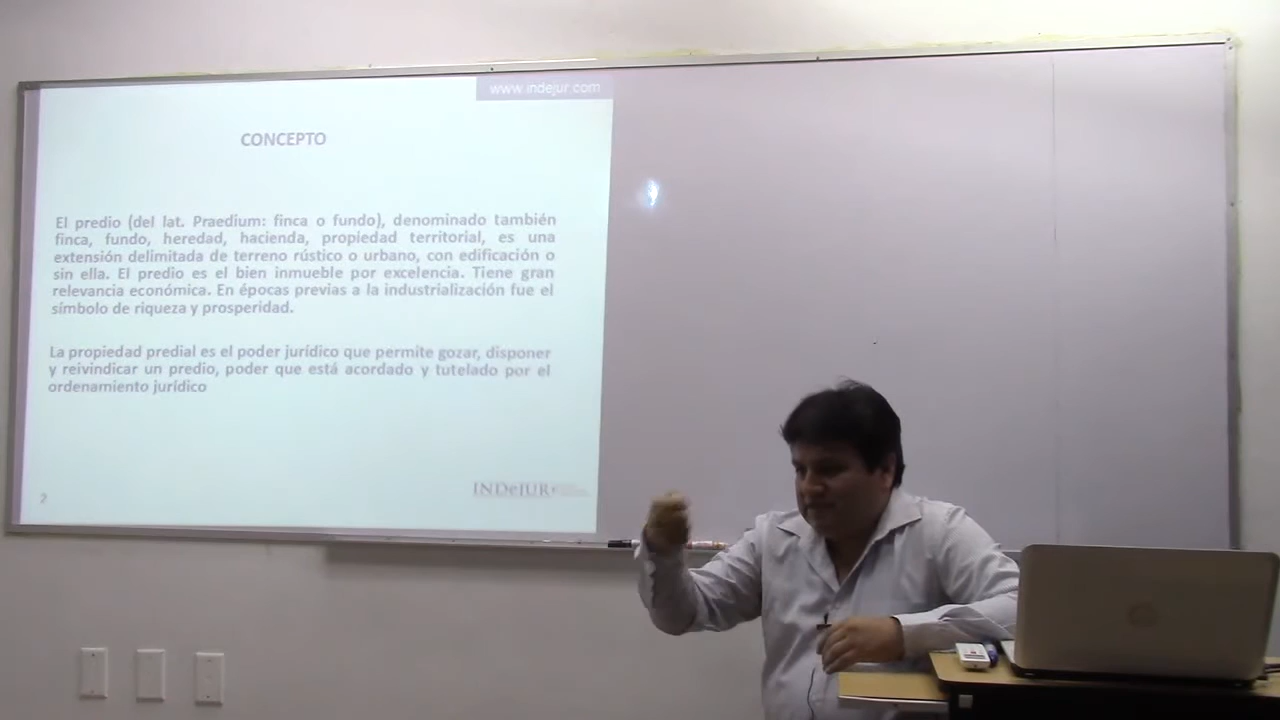 www.indejur.com
CONCEPTO
El predio (del lat. Praedium: finca o fundo), denominado también
finca, fundo, heredad, hacienda, propiedad territorial, es una
extensión delimitada de terreno rústico o urbano, con edificación o
sin ella. El predio es el bien inmueble por excelencia. Tiene gran
relevancia económica. En épocas previas a la industrialización fue el
símbolo de riqueza y prosperidad.
La propiedad predial es el poder jurídico que permite gozar, disponer
y reivindicar un predio, poder que está acordado y tutelado por el
ordenamiento jurídico
2
INDeJUR